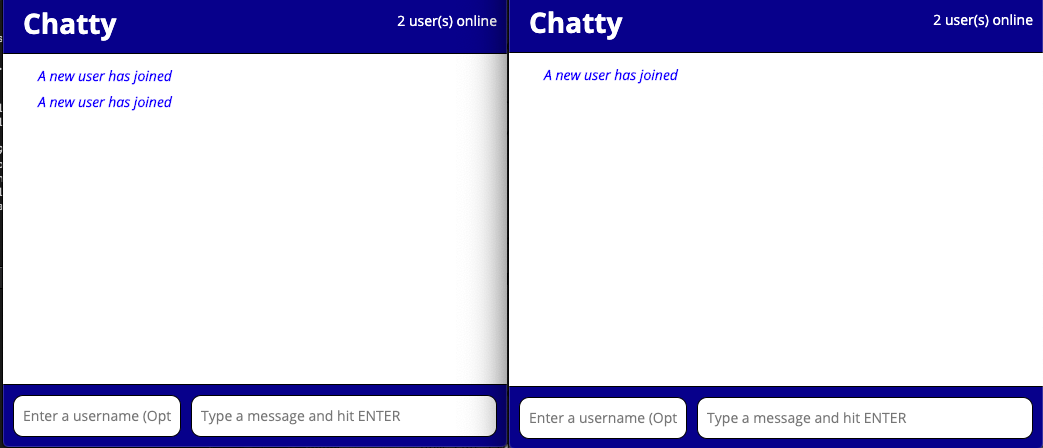 Chatty
2 user(s) online
A new user has joined
A new user has joined
Enter a username (Opt
Type a message and hit ENTER
Chatty
2 user(s) online
A new user has joined
Enter a username (Opt
Type a message and hit ENTER